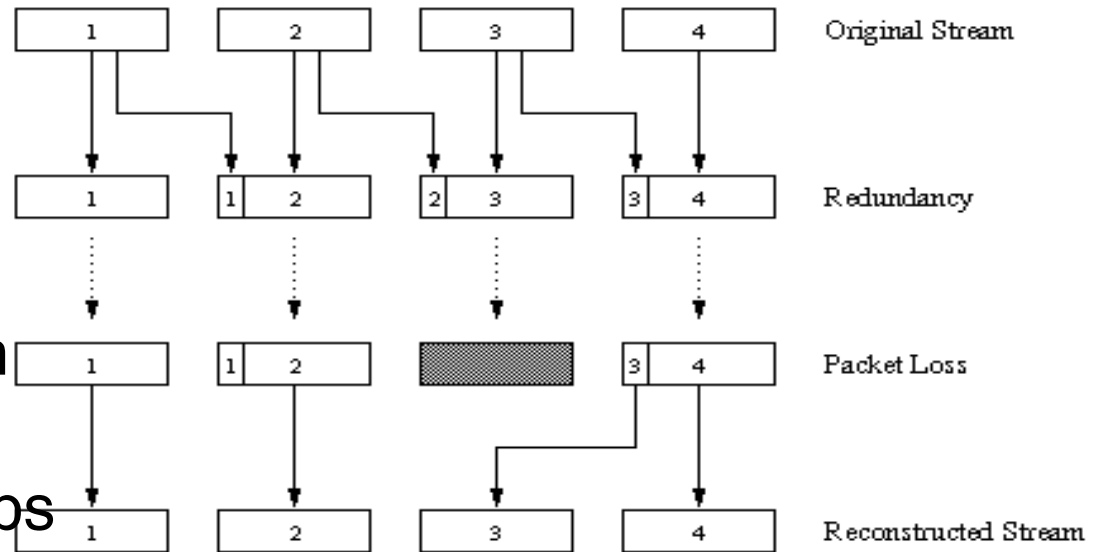 1 2 3 4 Original Stream
1 1 2 2 3 3 4 Redundancy
1 1 2 3 4 Packet Loss
1 2 3 4 Reconstructed Stream